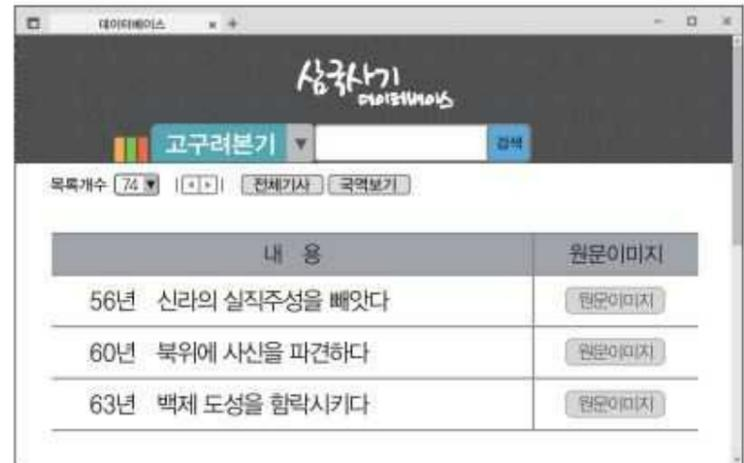 데이터베이스
삼국사기
데이터베이스
고구려본기 검색
목록개수 74 전체기사 국역보기
내 용 원문이미지
56년 신라의 실직주성을 빼앗다 원문이미지
60년 북위에 사신을 파견하다 원문이미지
63년 백제 도성을 함락시키다 원문이미지